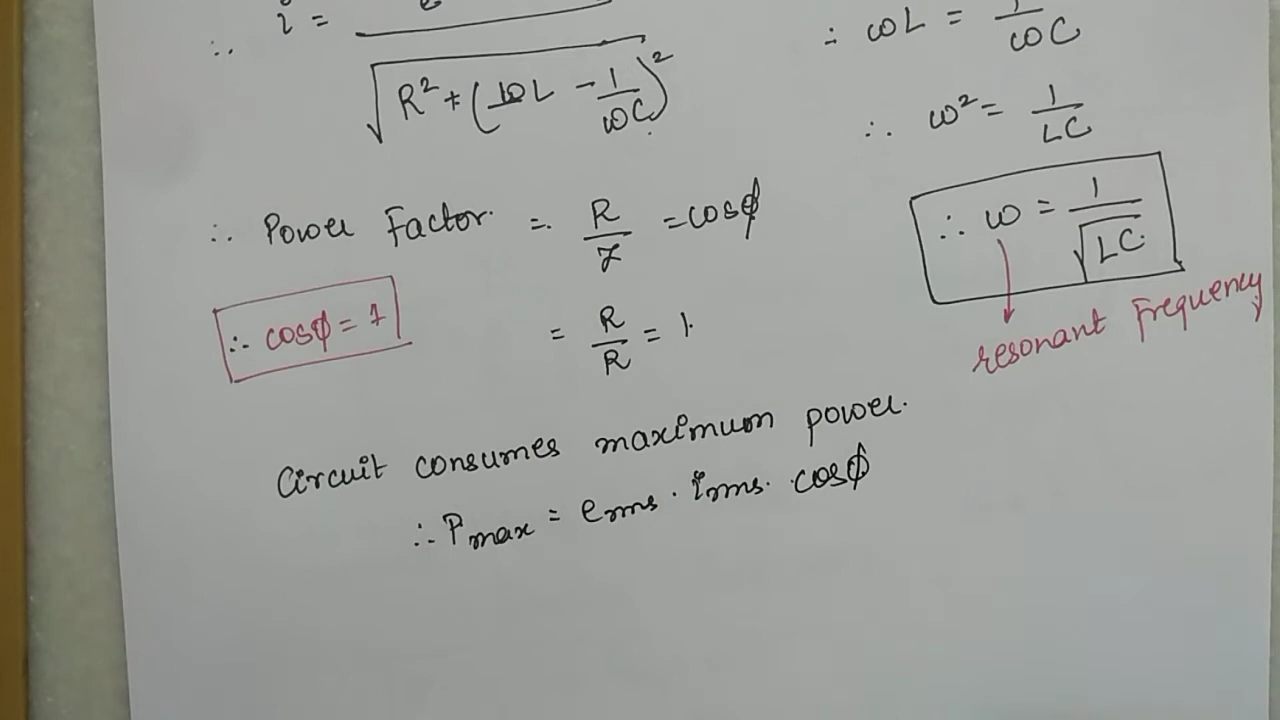 ∴ i = e / √(R² + (ωL - 1/ωC)²)
∴ Power Factor = R/Z = cosϕ
∴ cosϕ = 1
= R/R = 1.
∴ ωL = 1/ωC
∴ ω² = 1/LC
∴ ω = 1/√LC
resonant Frequency
Circuit consumes maximum power.
∴ Pmax = erms . irms. cosϕ